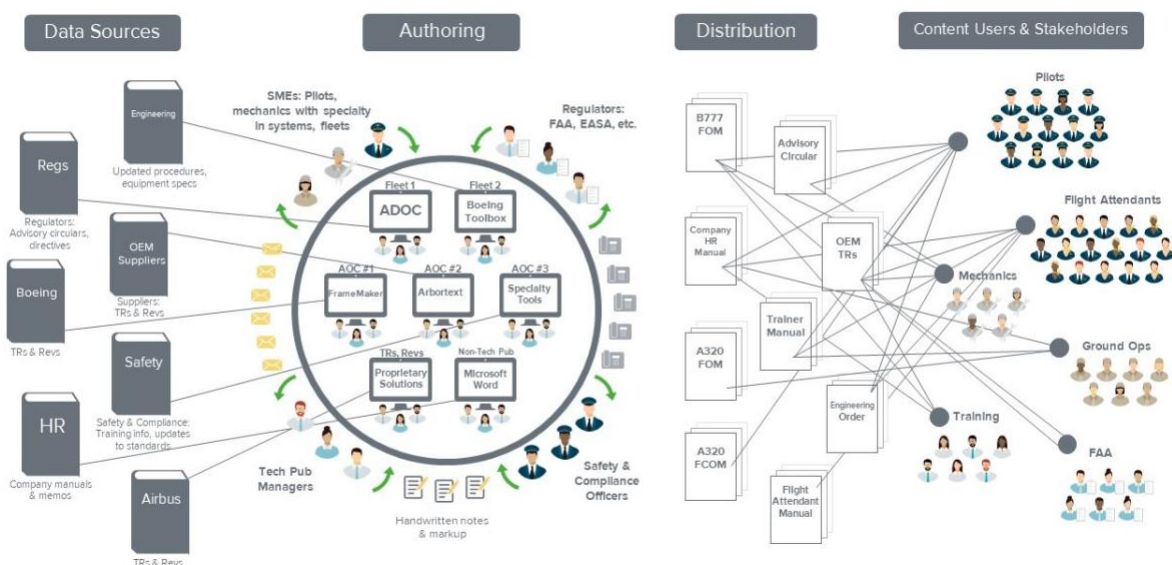 Data Sources
Authoring
Distribution
Content Users & Stakeholders
Engineering
Updated procedures,
equipment specs
Regs
Regulators:
Advisory circulars,
directives
OEM
Suppliers
Suppliers:
TRs & Revs
Boeing
TRs & Revs
Safety
Safety & Compliance:
Training info, updates
to standards
HR
Company manuals
& memos
Airbus
TRs & Revs
SMEs: Pilots,
mechanics with specialty
in systems, fleets
Regulators:
FAA, EASA, etc.
Fleet 1
ADOC
Fleet 2
Boeing
Toolbox
AOC #1
FrameMaker
AOC #2
Arbortext
AOC #3
Specialty
Tools
TRs, Revs
Proprietary
Solutions
Non-Tech Pub
Microsoft
Word
Tech Pub
Managers
Handwritten notes
& markup
Safety &
Compliance
Officers
B777
FOM
Advisory
Circular
Company
HR
Manual
OEM
TRs
Trainer
Manual
A320
FOM
Engineering
Order
A320
FCOM
Flight
Attendant
Manual
Pilots
Flight Attendants
Mechanics
Ground Ops
Training
FAA